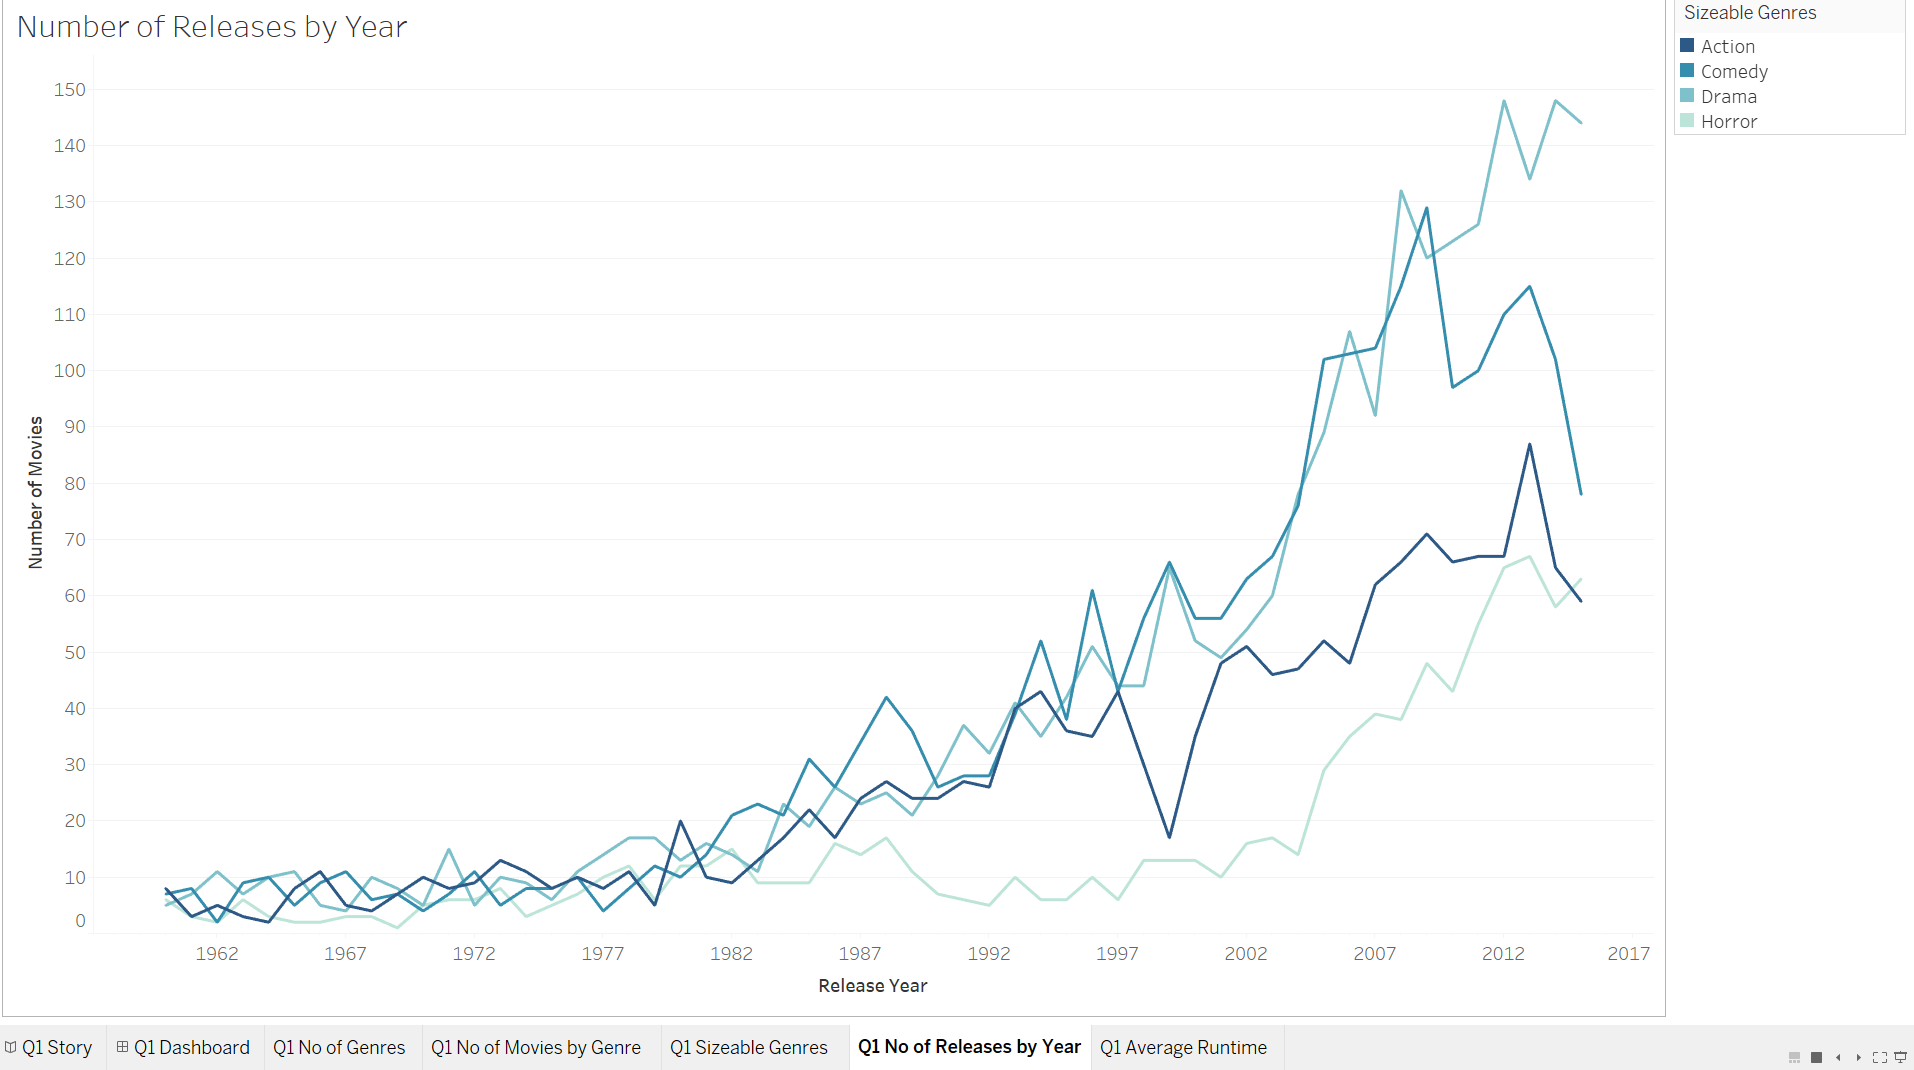 Number of Releases by Year
Sizeable Genres
Action
Comedy
Drama
Horror
150
140
130
120
110
100
90
80
70
60
50
40
30
20
10
0
Number of Movies
1962 1967 1972 1977 1982 1987 1992 1997 2002 2007 2012 2017
Release Year
Q1 Story Q1 Dashboard Q1 No of Genres Q1 No of Movies by Genre Q1 Sizeable Genres Q1 No of Releases by Year Q1 Average Runtime